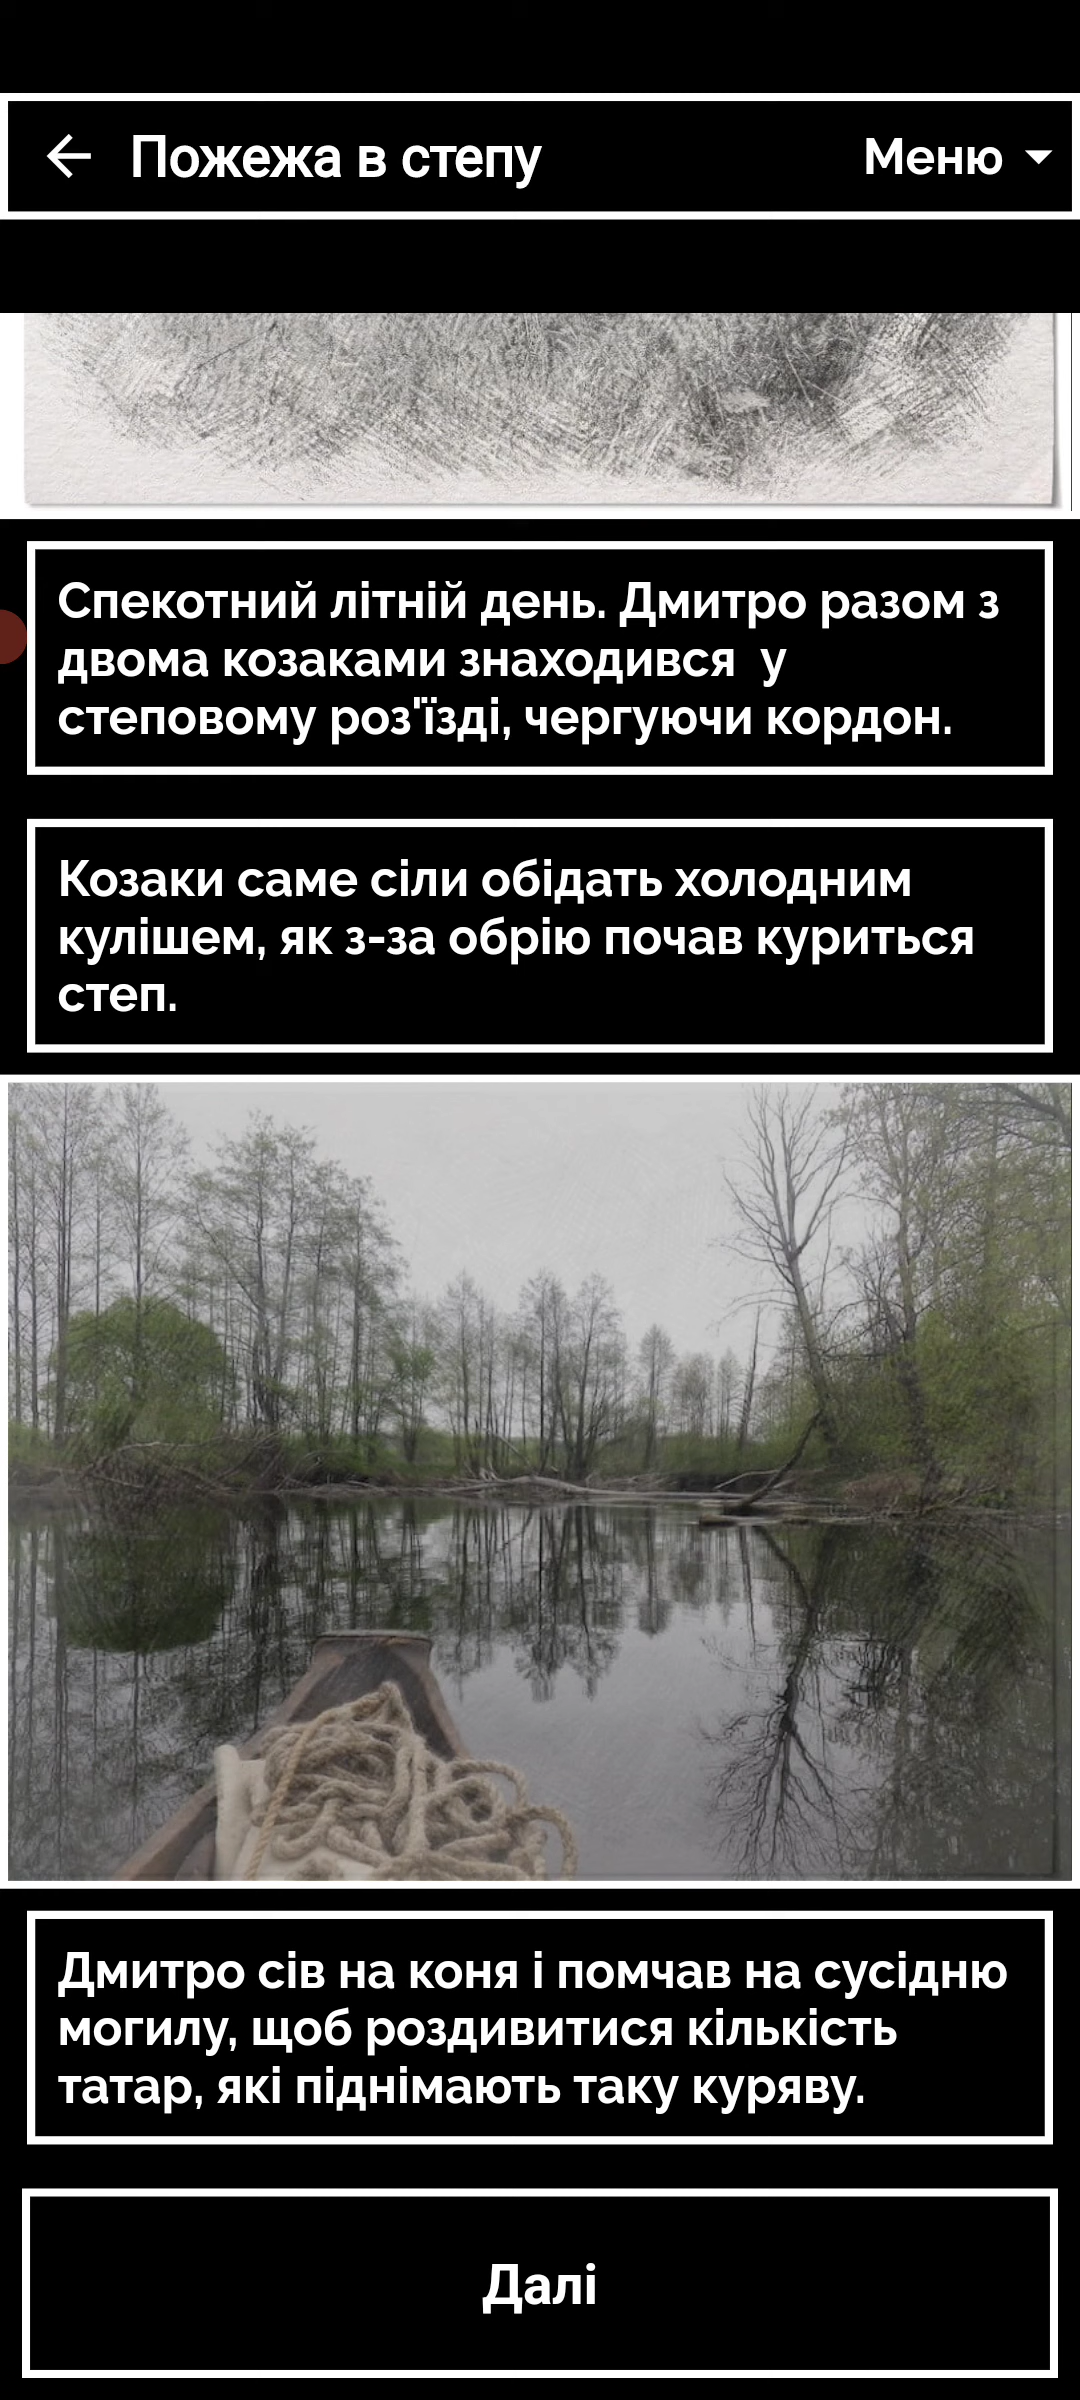 Пожежа в степу
Меню
Спекотний літній день. Дмитро разом з
двома козаками знаходився  у
степовому роз'їзді, чергуючи кордон.
Козаки саме сіли обідать холодним
кулішем, як з-за обрію почав куриться
степ.
Дмитро сів на коня і помчав на сусідню
могилу, щоб роздивитися кількість
татар, які піднімають таку куряву.
Далі